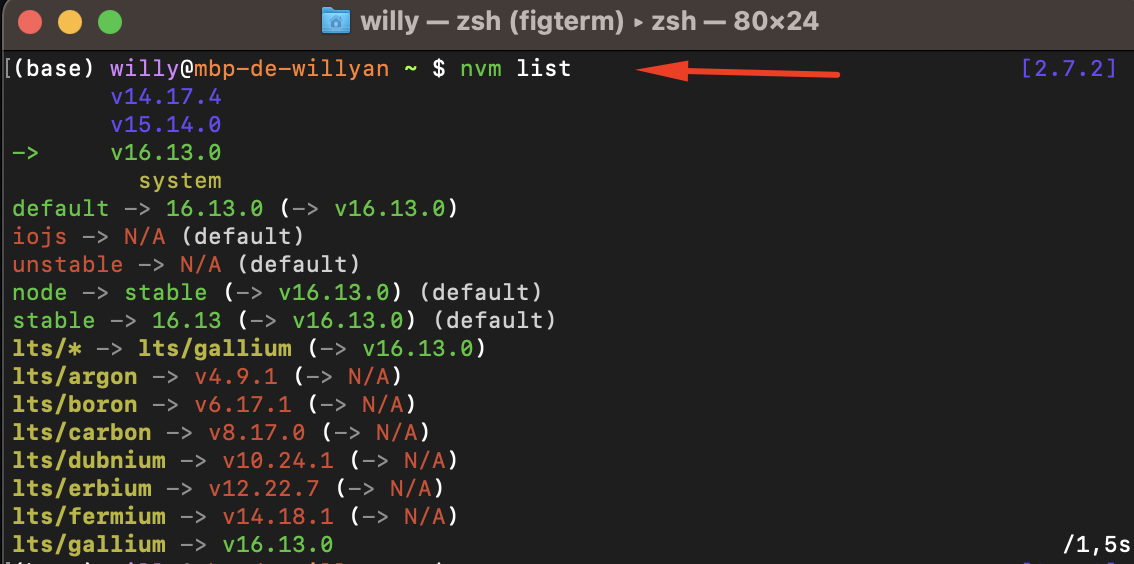 willy — zsh (figterm) ▸ zsh — 80×24
[(base) willy@mbp-de-willyan ~ $ nvm list [2.7.2]
v14.17.4
v15.14.0
-> v16.13.0
system
default -> 16.13.0 (-> v16.13.0)
iojs -> N/A (default)
unstable -> N/A (default)
node -> stable (-> v16.13.0) (default)
stable -> 16.13 (-> v16.13.0) (default)
lts/* -> lts/gallium (-> v16.13.0)
lts/argon -> v4.9.1 (-> N/A)
lts/boron -> v6.17.1 (-> N/A)
lts/carbon -> v8.17.0 (-> N/A)
lts/dubnium -> v10.24.1 (-> N/A)
lts/erbium -> v12.22.7 (-> N/A)
lts/fermium -> v14.18.1 (-> N/A)
lts/gallium -> v16.13.0 /1,5s